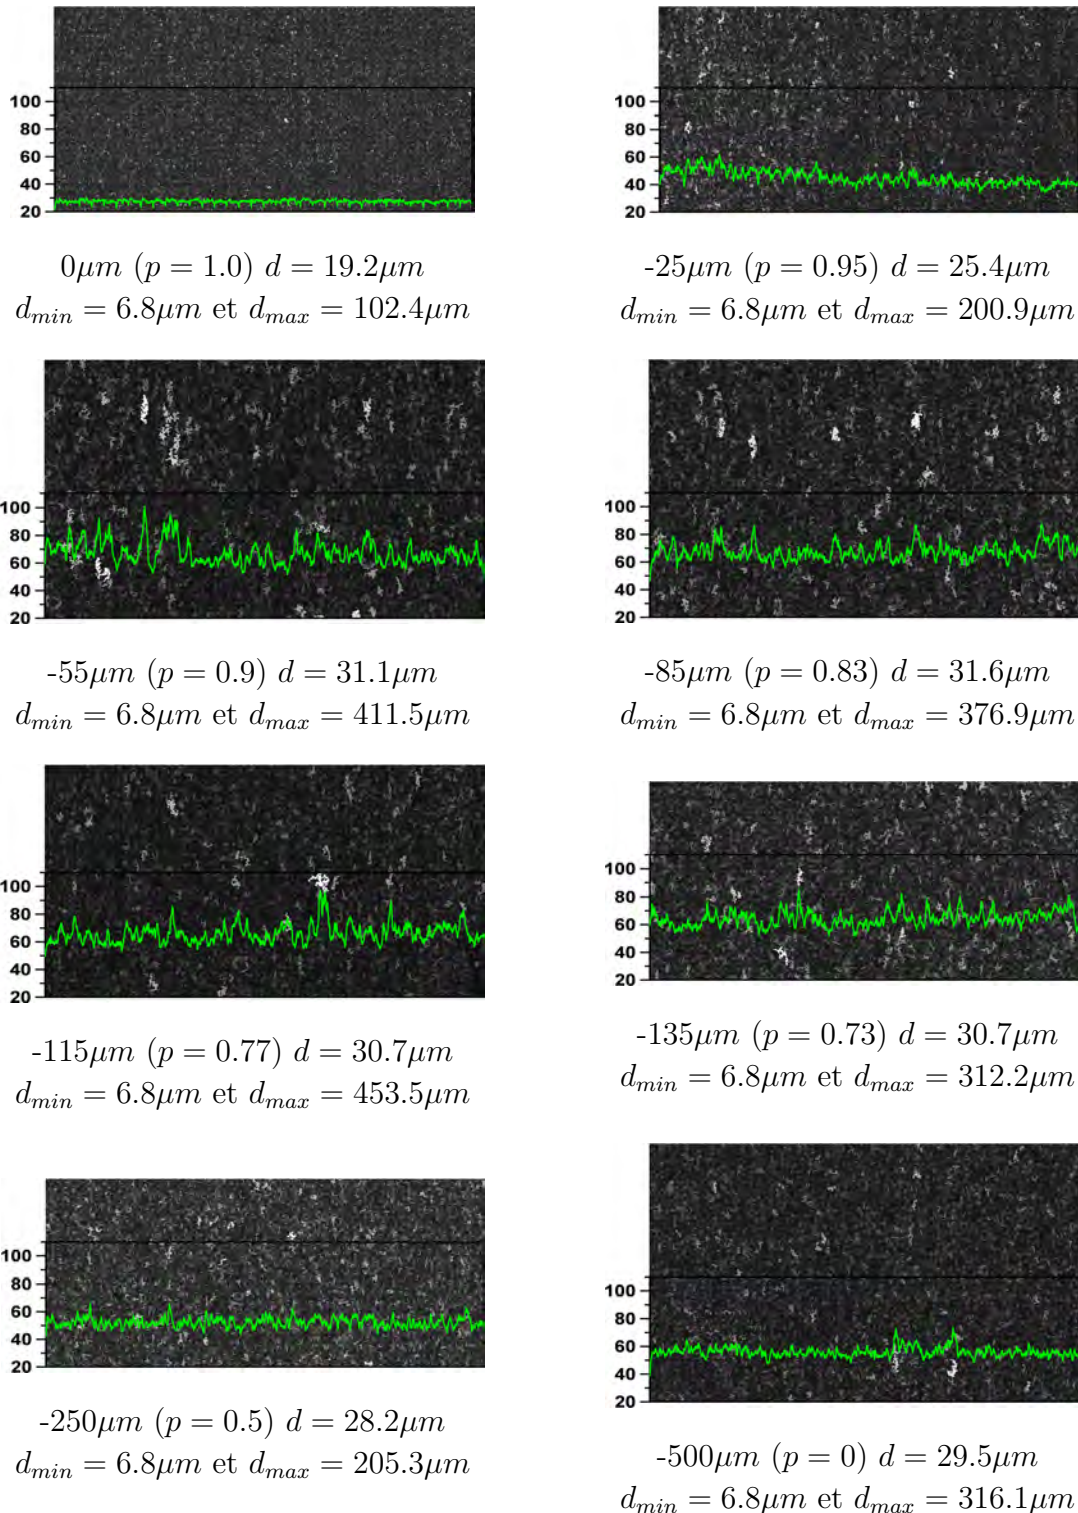 100
80
60
40
20
100
80
60
40
20
0μm (p = 1.0) d = 19.2μm
d_min = 6.8μm et d_max = 102.4μm
-25μm (p = 0.95) d = 25.4μm
d_min = 6.8μm et d_max = 200.9μm
100
80
60
40
20
100
80
60
40
20
-55μm (p = 0.9) d = 31.1μm
d_min = 6.8μm et d_max = 411.5μm
-85μm (p = 0.83) d = 31.6μm
d_min = 6.8μm et d_max = 376.9μm
100
80
60
40
20
100
80
60
40
20
-115μm (p = 0.77) d = 30.7μm
d_min = 6.8μm et d_max = 453.5μm
-135μm (p = 0.73) d = 30.7μm
d_min = 6.8μm et d_max = 312.2μm
100
80
60
40
20
100
80
60
40
20
-250μm (p = 0.5) d = 28.2μm
d_min = 6.8μm et d_max = 205.3μm
-500μm (p = 0) d = 29.5μm
d_min = 6.8μm et d_max = 316.1μm